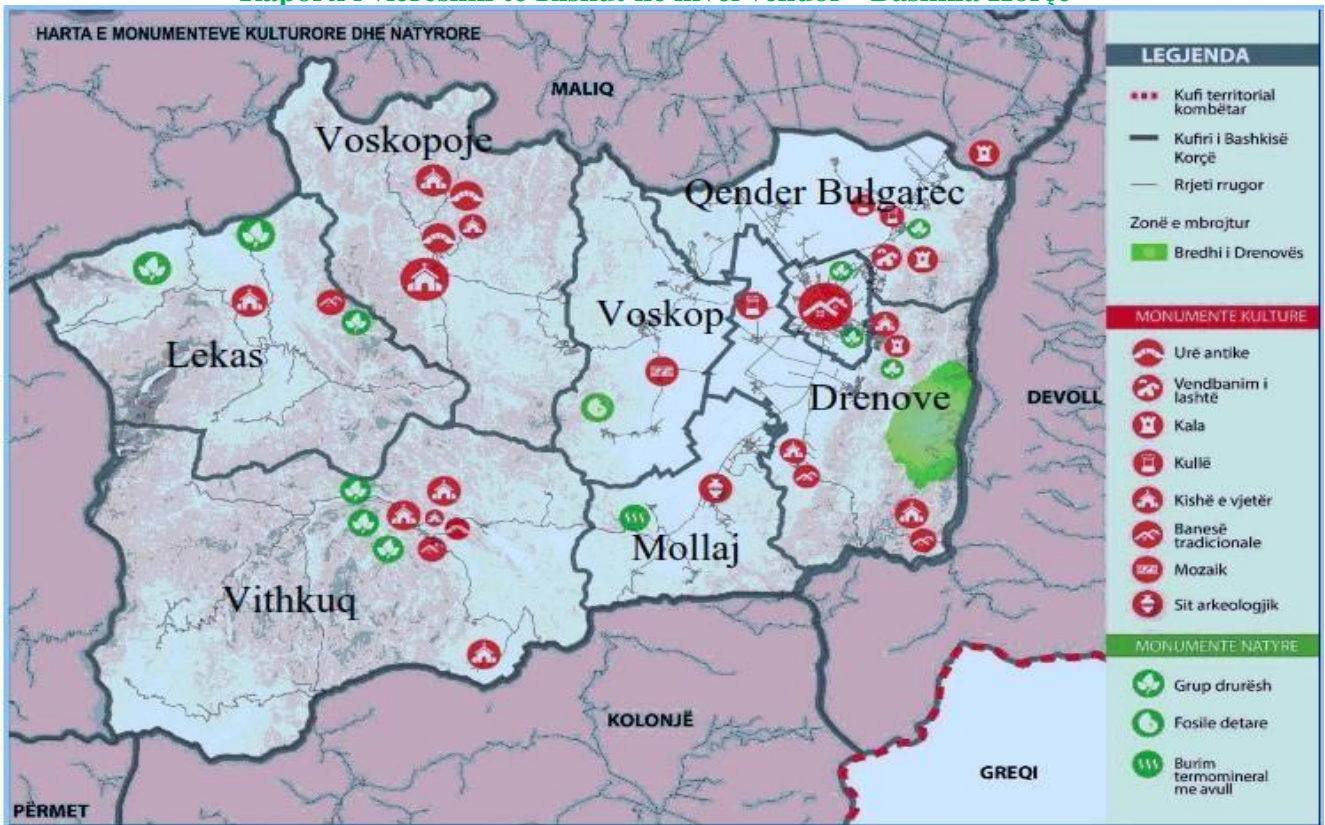 HARTA E MONUMENTEVE KULTURORE DHE NATYRORE
MALIQ
Voskopoje
Qender Bulgarec
Voskop
Lekas
Drenove
DEVOLL
Mollaj
Vithkuq
KOLONJË
GREQI
PËRMET
LEGJENDA
Kufi territorial
kombëtar
Kufiri i Bashkisë
Korçë
Rrjeti rrugor
Zonë e mbrojtur
Bredhi i Drenovës
MONUMENTE KULTURE
Urë antike
Vendbanim i
lashtë
Kala
Kullë
Kishë e vjetër
Banesë
tradicionale
Mozaik
Sit arkeologjik
MONUMENTE NATYRE
Grup drurësh
Fosile detare
Burim
termomineral
me avull